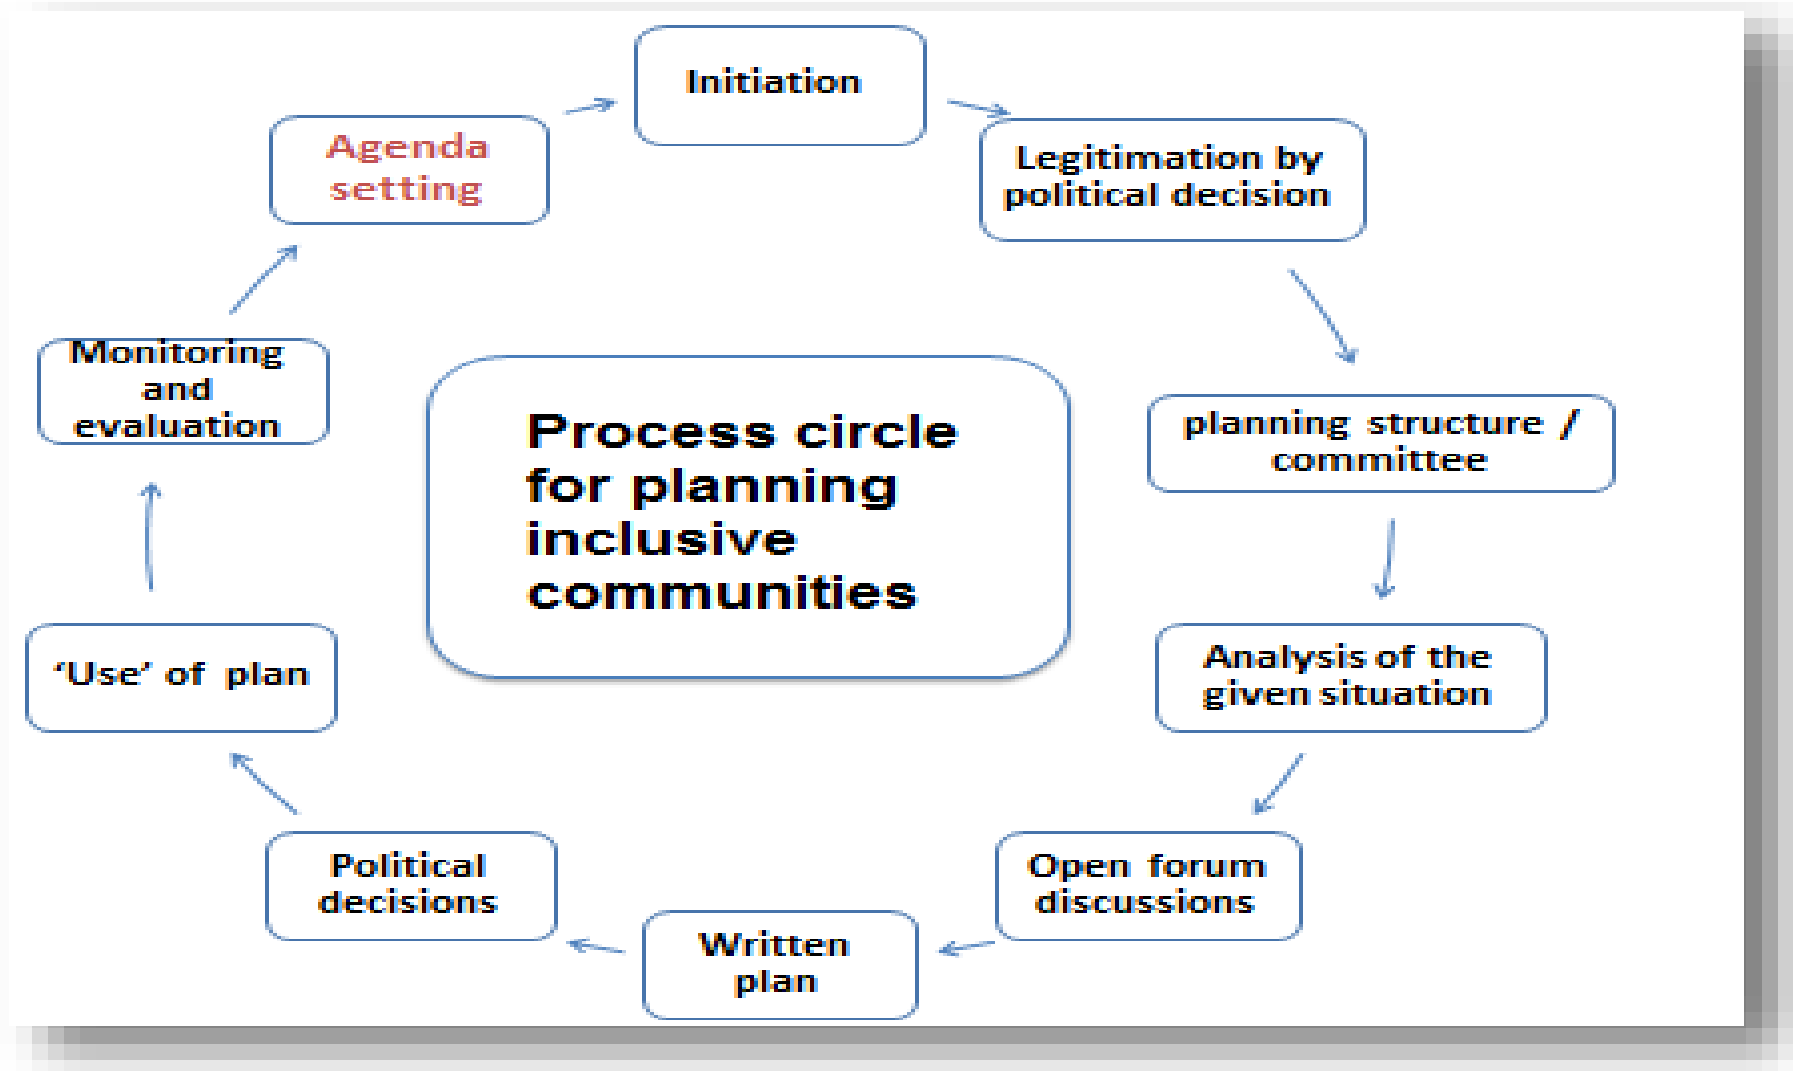 Initiation
Agenda
setting
Legitimation by
political decision
Monitoring
and
evaluation
Process circle
for planning
inclusive
communities
planning structure /
committee
‘Use’ of plan
Analysis of the
given situation
Political
decisions
Open forum
discussions
Written
plan